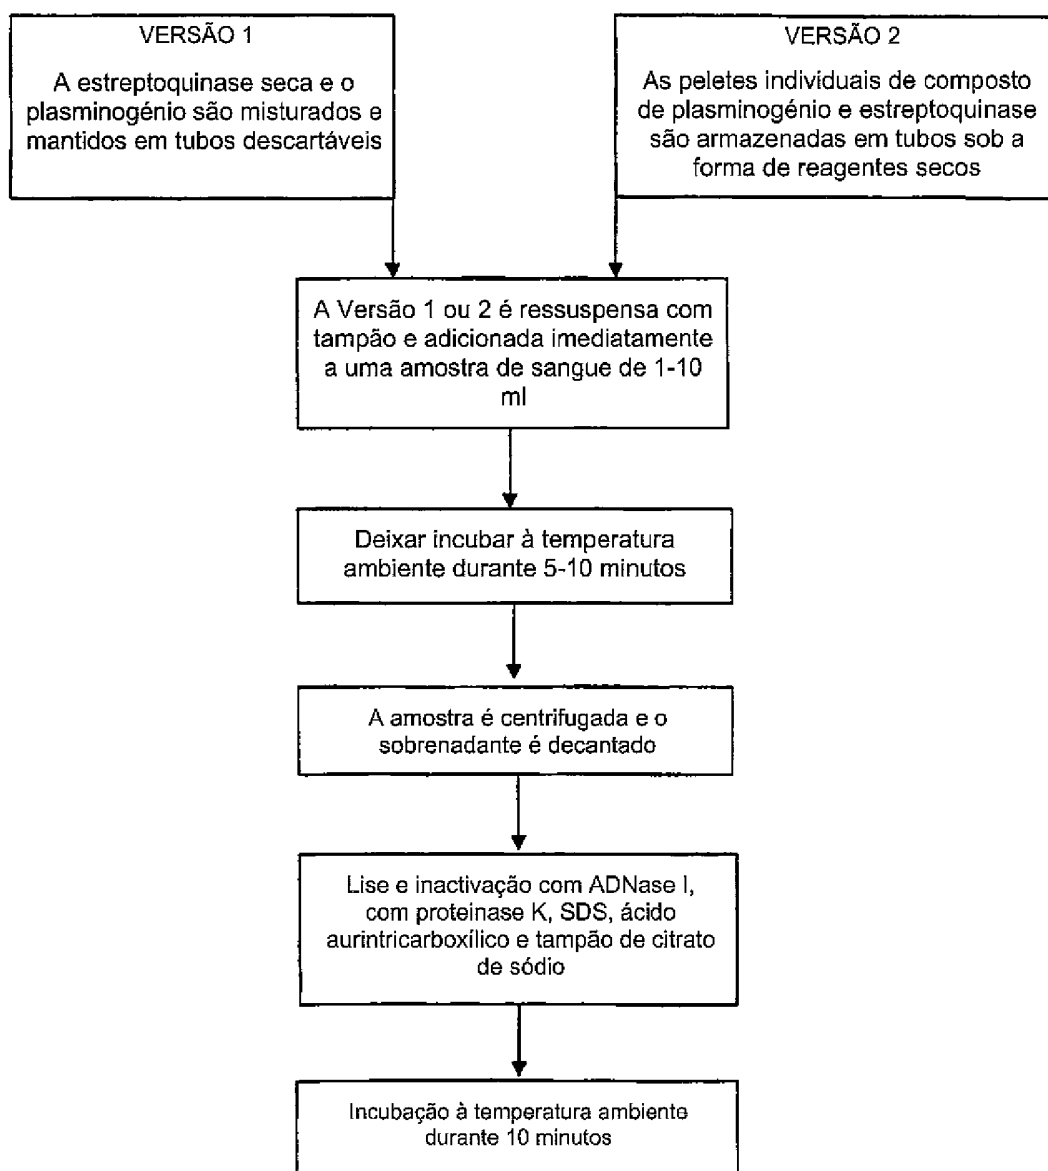 VERSÃO 1
A estreptoquinase seca e o
plasminogénio são misturados e
mantidos em tubos descartáveis
VERSÃO 2
As peletes individuais de composto
de plasminogénio e estreptoquinase
são armazenadas em tubos sob a
forma de reagentes secos
A Versão 1 ou 2 é ressuspensa com
tampão e adicionada imediatamente
a uma amostra de sangue de 1-10
ml
Deixar incubar à temperatura
ambiente durante 5-10 minutos
A amostra é centrifugada e o
sobrenadante é decantado
Lise e inactivação com ADNase I,
com proteinase K, SDS, ácido
aurintricarboxílico e tampão de citrato
de sódio
Incubação à temperatura ambiente
durante 10 minutos